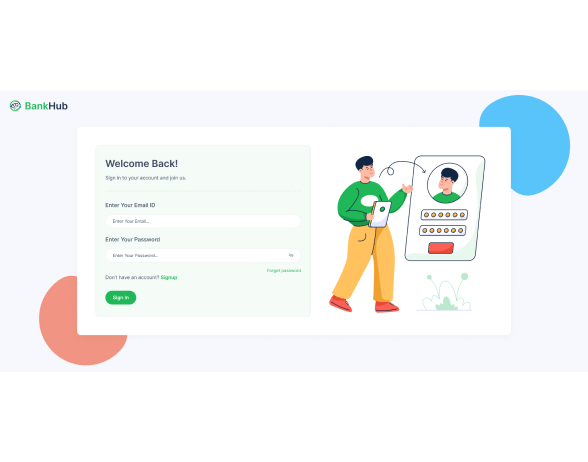 BankHub
Welcome Back!
Sign in to your account and join us.
Enter Your Email ID
Enter Your Email...
Enter Your Password
Enter Your Password...
Forgot password
Don't have an account? Signup
Sign In